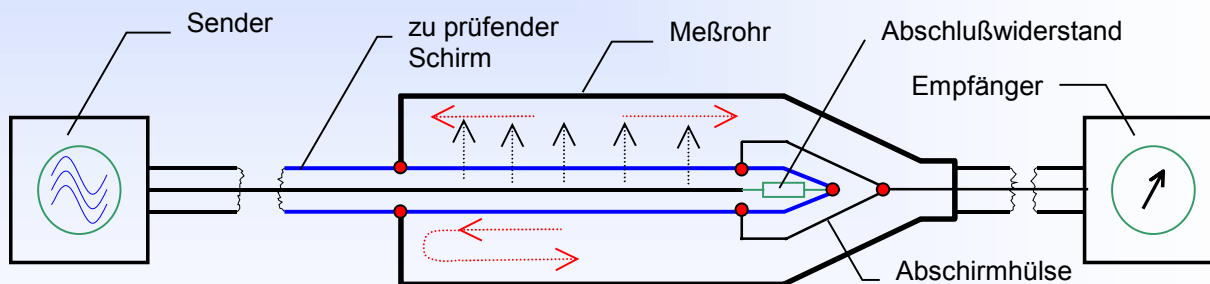 Sender
zu prüfender
Schirm
Meßrohr
Abschlußwiderstand
Empfänger
Abschirmhülse